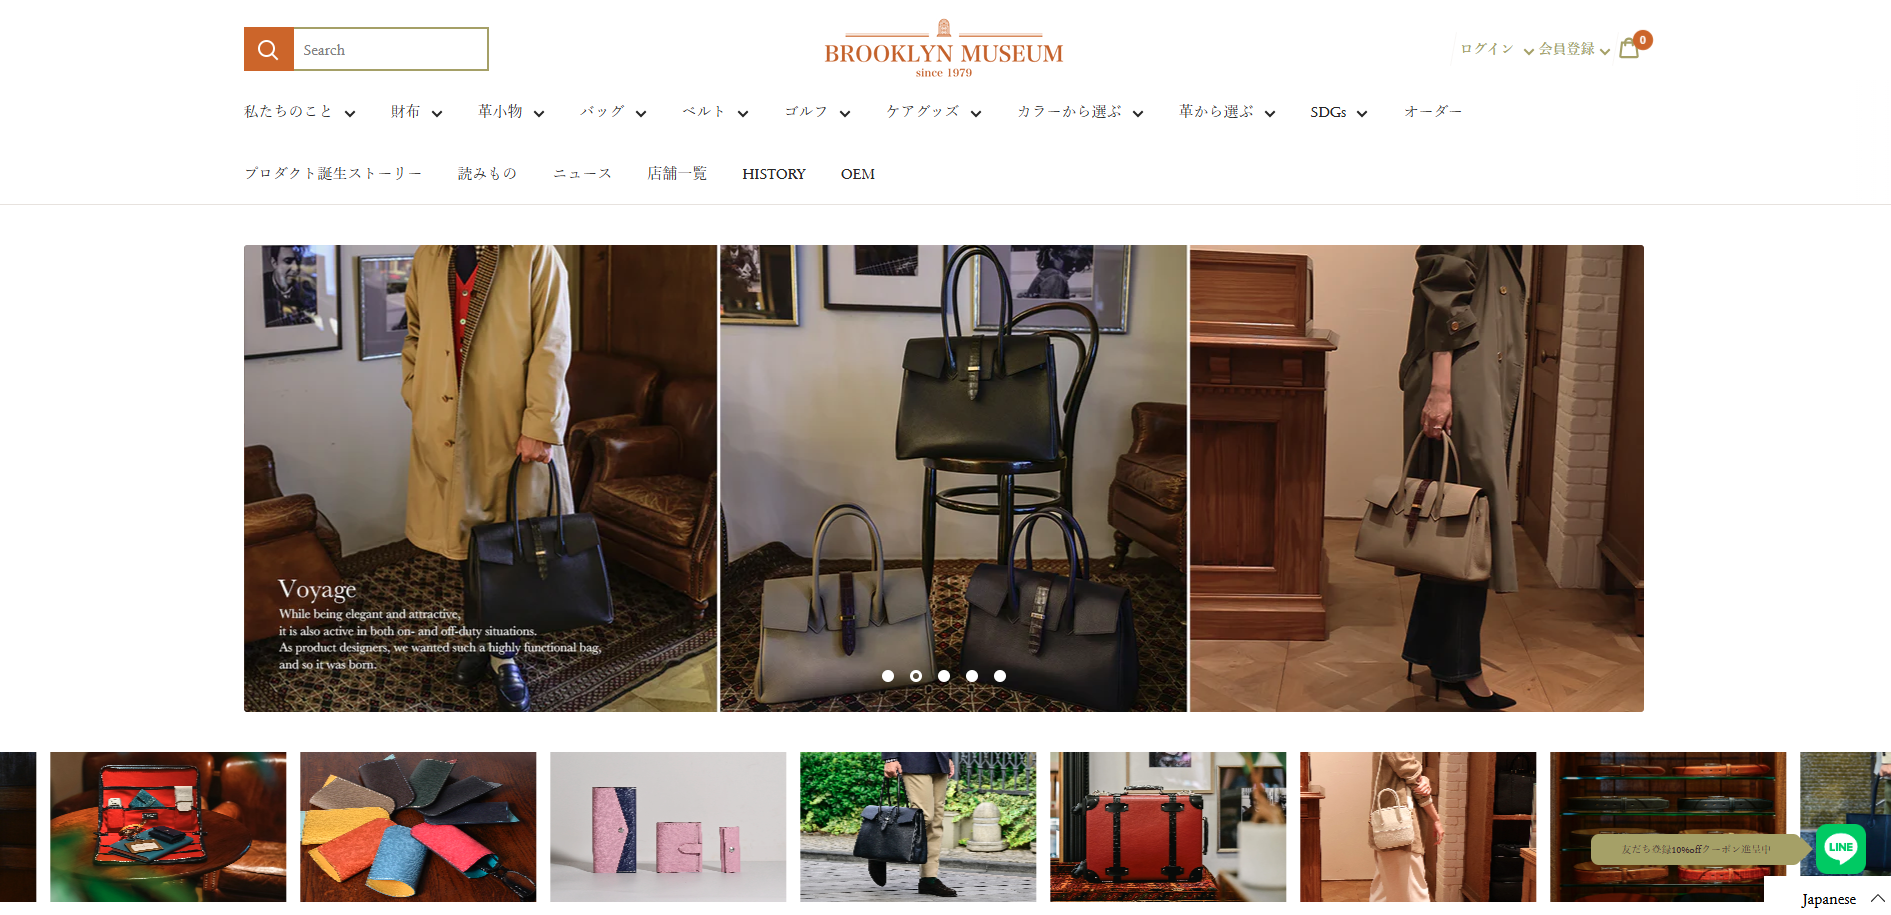 Search
BROOKLYN MUSEUM
since 1979
ログイン 会員登録 0
私たちのこと 財布 革小物 バッグ ベルト ゴルフ ケアグッズ カラーから選ぶ 革から選ぶ SDGs オーダー
プロダクト誕生ストーリー 読みもの ニュース 店舗一覧 HISTORY OEM
Voyage
While being elegant and attractive,
it is also active in both on- and off-duty situations.
As product designers, we wanted such a highly functional bag,
and so it was born.
友だち登録10%offクーポン進呈中
LINE
Japanese